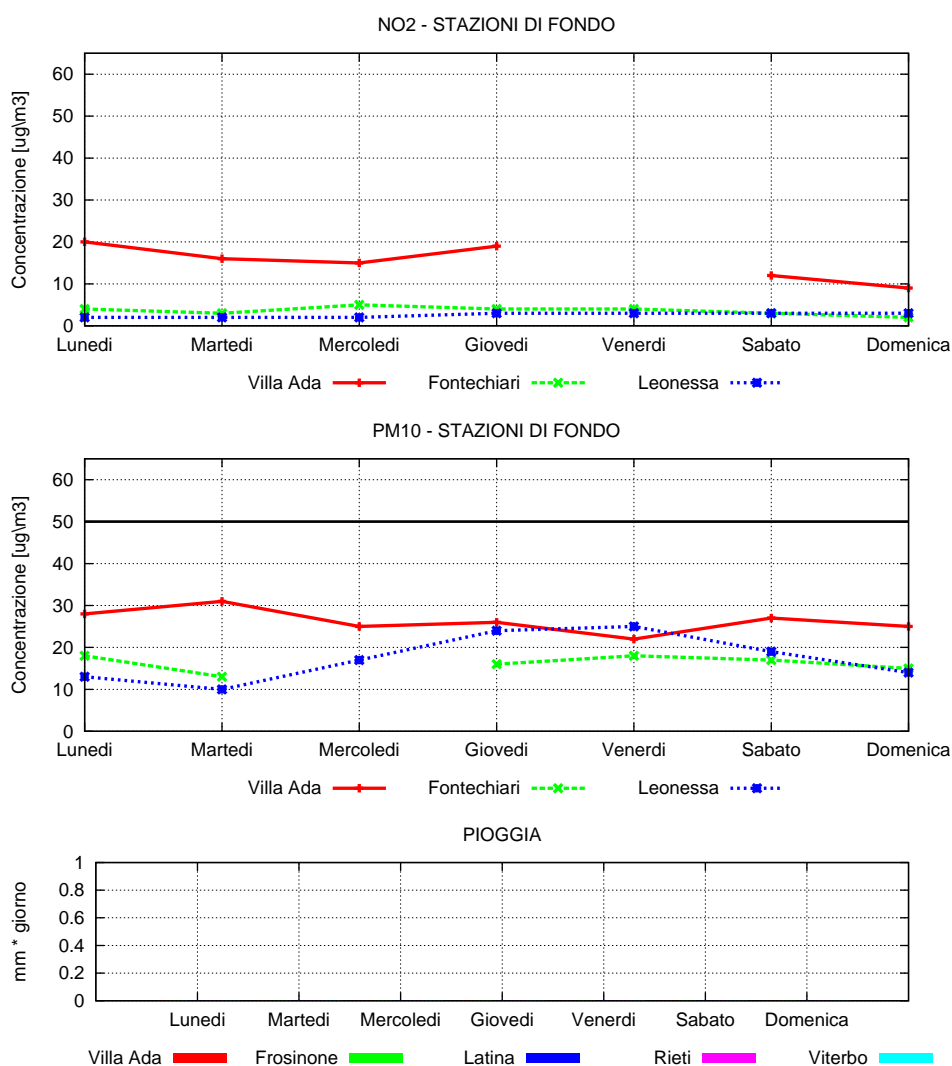 NO2 - STAZIONI DI FONDO
Concentrazione [ug\m3]
60
50
40
30
20
10
0
Lunedi Martedi Mercoledi Giovedi Venerdi Sabato Domenica
Villa Ada Fontechiari Leonessa
PM10 - STAZIONI DI FONDO
Concentrazione [ug\m3]
60
50
40
30
20
10
0
Lunedi Martedi Mercoledi Giovedi Venerdi Sabato Domenica
Villa Ada Fontechiari Leonessa
PIOGGIA
mm * giorno
1
0.8
0.6
0.4
0.2
0
Lunedi Martedi Mercoledi Giovedi Venerdi Sabato Domenica
Villa Ada Frosinone Latina Rieti Viterbo